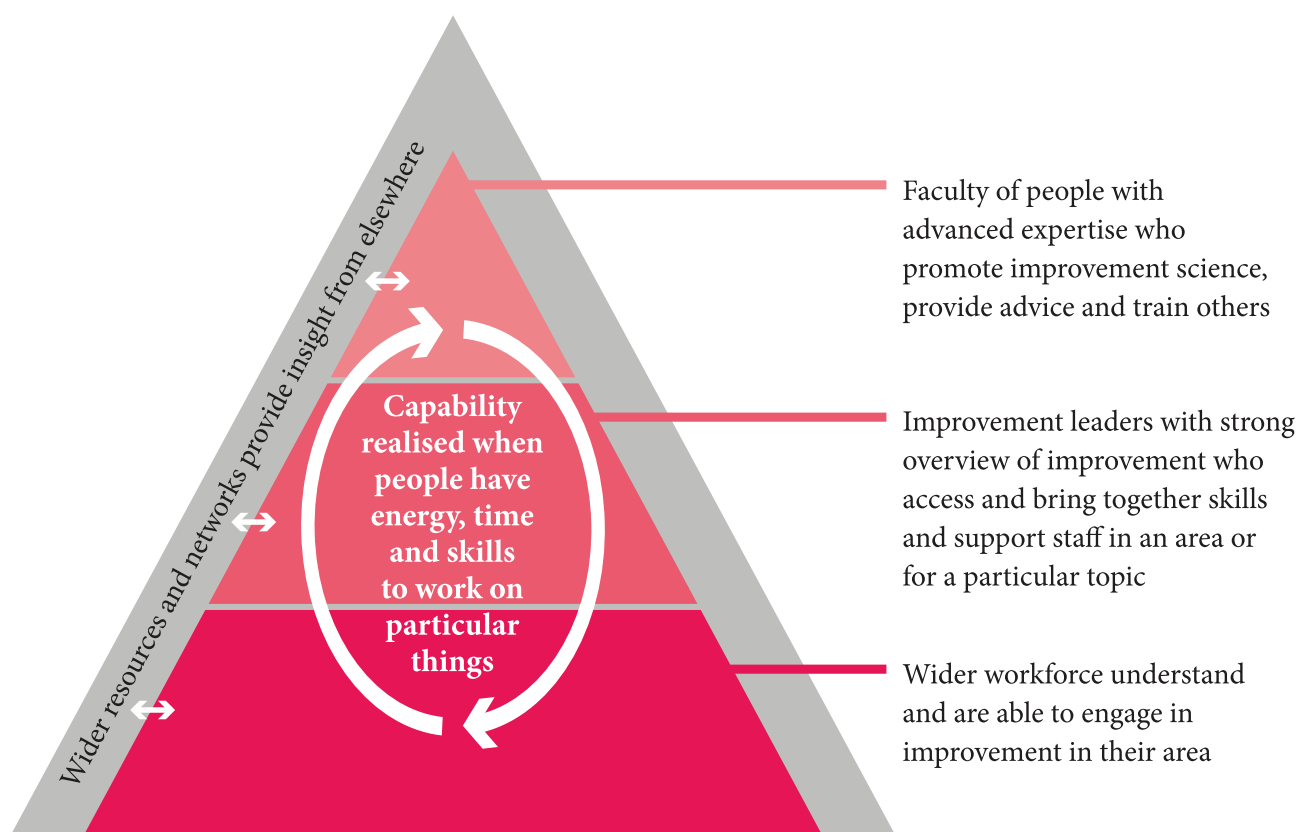 Wider resources and networks provide insight from elsewhere
Capability
realised when
people have
energy, time
and skills
to work on
particular
things
Faculty of people with
advanced expertise who
promote improvement science,
provide advice and train others
Improvement leaders with strong
overview of improvement who
access and bring together skills
and support staff in an area or
for a particular topic
Wider workforce understand
and are able to engage in
improvement in their area